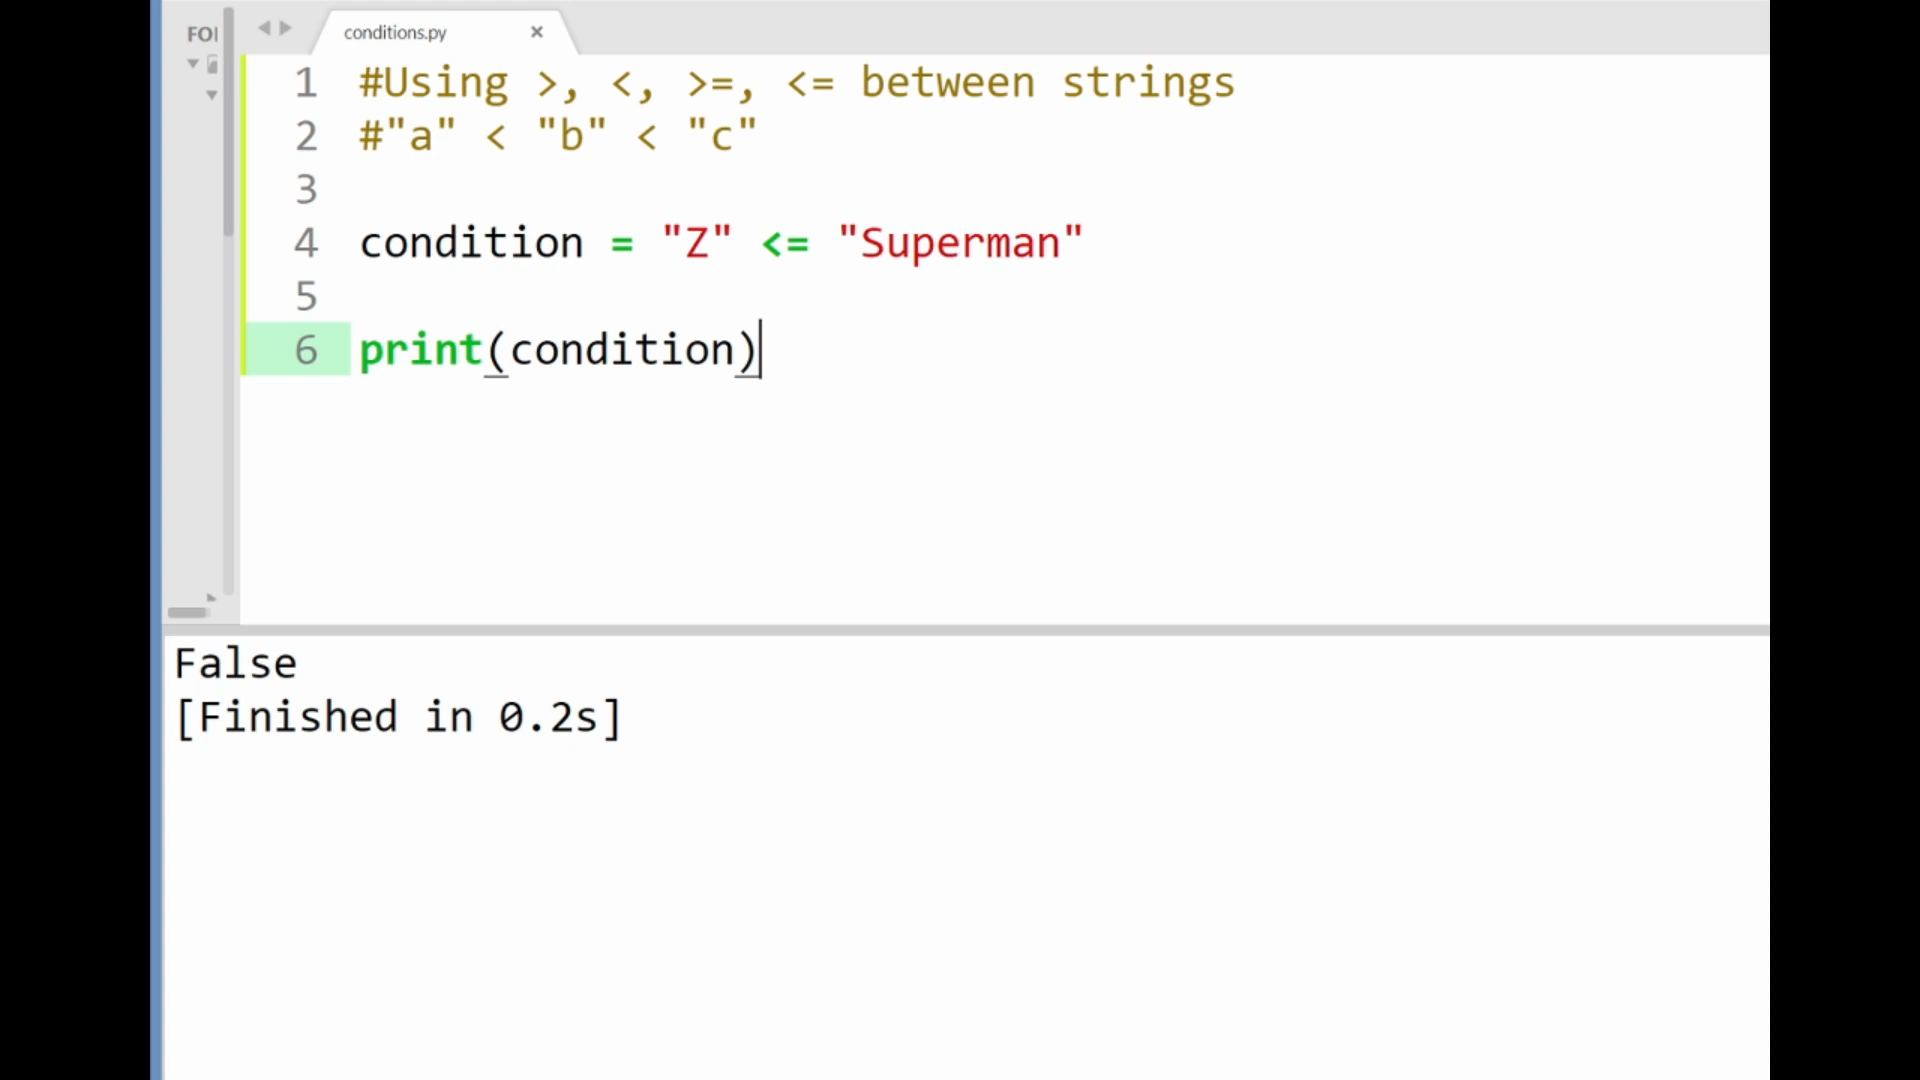 FOI
conditions.py ×
1 #Using >, <, >=, <= between strings
2 #"a" < "b" < "c"
3
4 condition = "Z" <= "Superman"
5
6 print(condition)
False
[Finished in 0.2s]